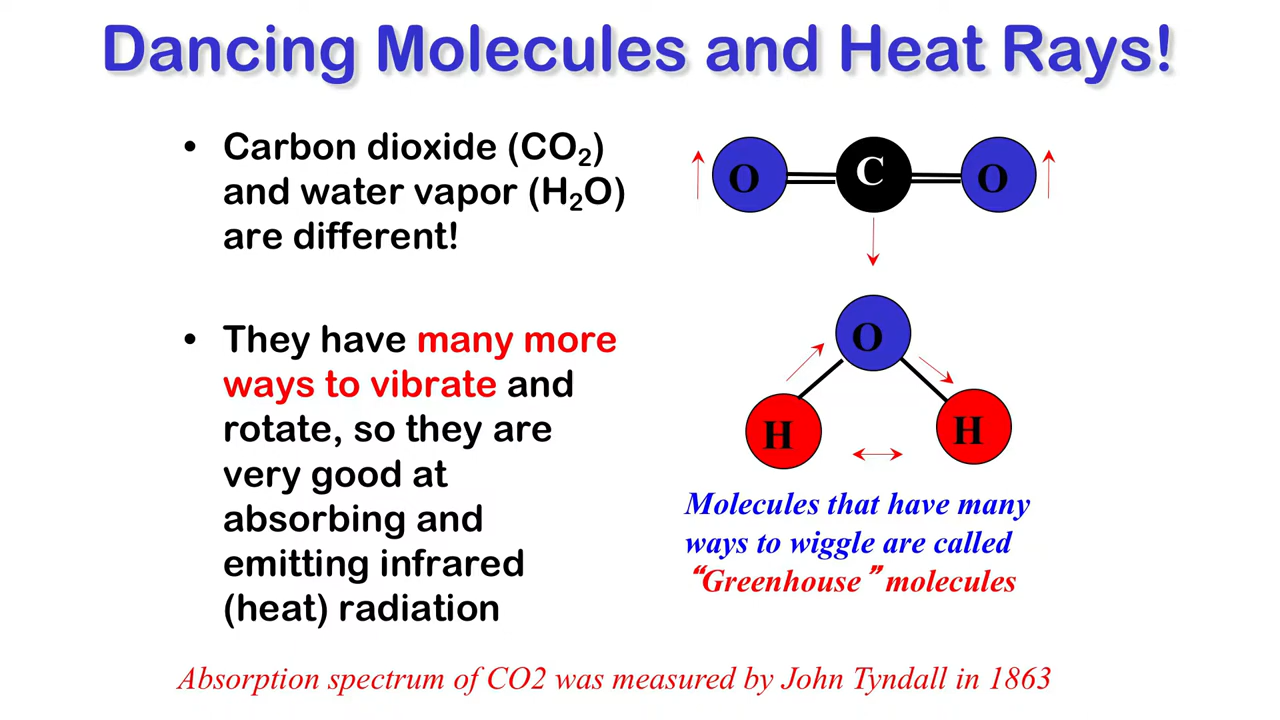 Dancing Molecules and Heat Rays!
• Carbon dioxide (CO₂)
and water vapor (H₂O)
are different!
• They have many more
ways to vibrate and
rotate, so they are
very good at
absorbing and
emitting infrared
(heat) radiation
O C O
O
H H
Molecules that have many
ways to wiggle are called
“Greenhouse” molecules
Absorption spectrum of CO2 was measured by John Tyndall in 1863